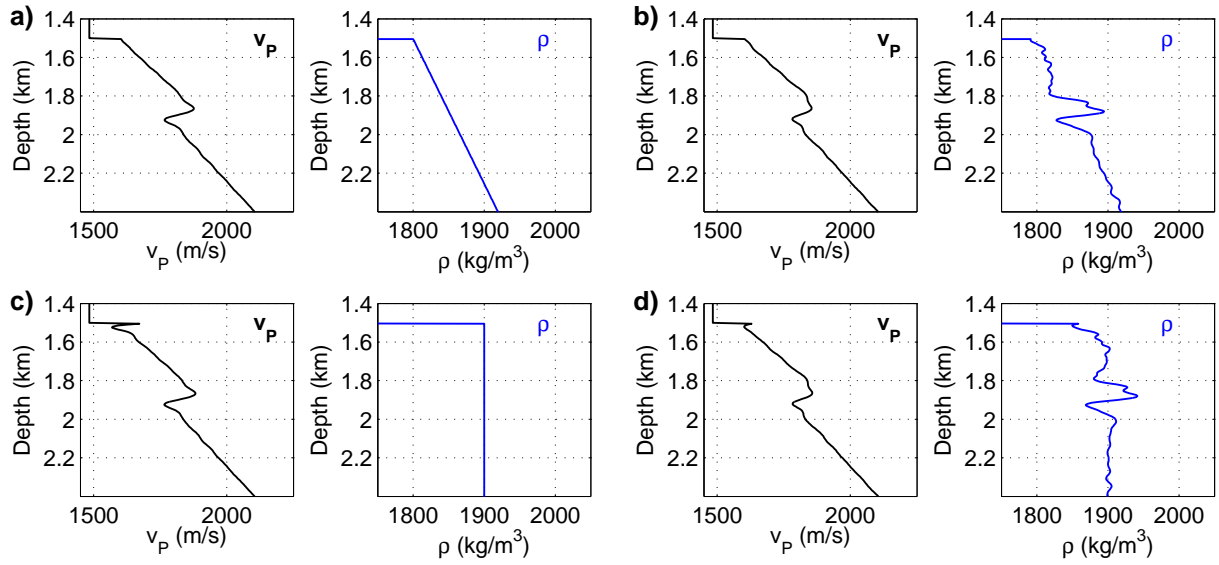 a)
1.4
1.6
1.8
2
2.2
Depth (km)
1500 2000
v_P (m/s)
v_P
1.4
1.6
1.8
2
2.2
Depth (km)
1800 1900 2000
ρ (kg/m³)
ρ
b)
1.4
1.6
1.8
2
2.2
Depth (km)
1500 2000
v_P (m/s)
v_P
1.4
1.6
1.8
2
2.2
Depth (km)
1800 1900 2000
ρ (kg/m³)
ρ
c)
1.4
1.6
1.8
2
2.2
Depth (km)
1500 2000
v_P (m/s)
v_P
1.4
1.6
1.8
2
2.2
Depth (km)
1800 1900 2000
ρ (kg/m³)
ρ
d)
1.4
1.6
1.8
2
2.2
Depth (km)
1500 2000
v_P (m/s)
v_P
1.4
1.6
1.8
2
2.2
Depth (km)
1800 1900 2000
ρ (kg/m³)
ρ